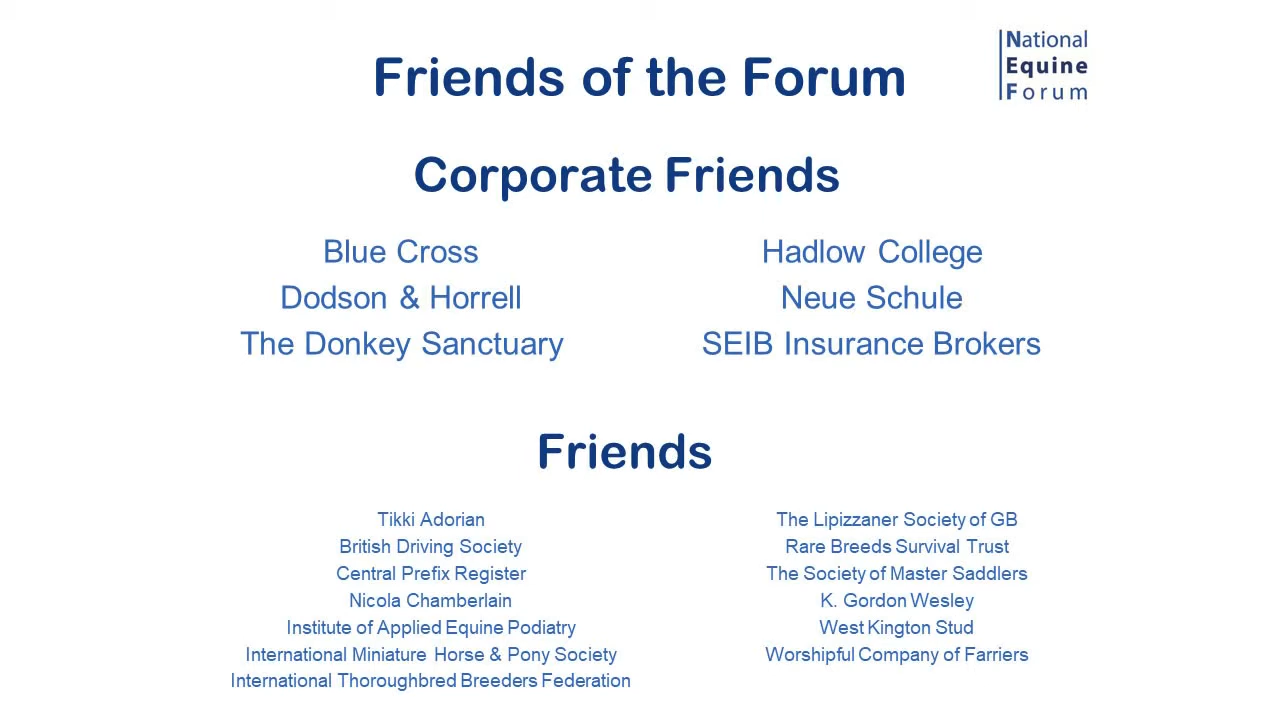 Friends of the Forum
National
Equine
Forum
Corporate Friends
Blue Cross
Dodson & Horrell
The Donkey Sanctuary
Hadlow College
Neue Schule
SEIB Insurance Brokers
Friends
Tikki Adorian
British Driving Society
Central Prefix Register
Nicola Chamberlain
Institute of Applied Equine Podiatry
International Miniature Horse & Pony Society
International Thoroughbred Breeders Federation
The Lipizzaner Society of GB
Rare Breeds Survival Trust
The Society of Master Saddlers
K. Gordon Wesley
West Kington Stud
Worshipful Company of Farriers